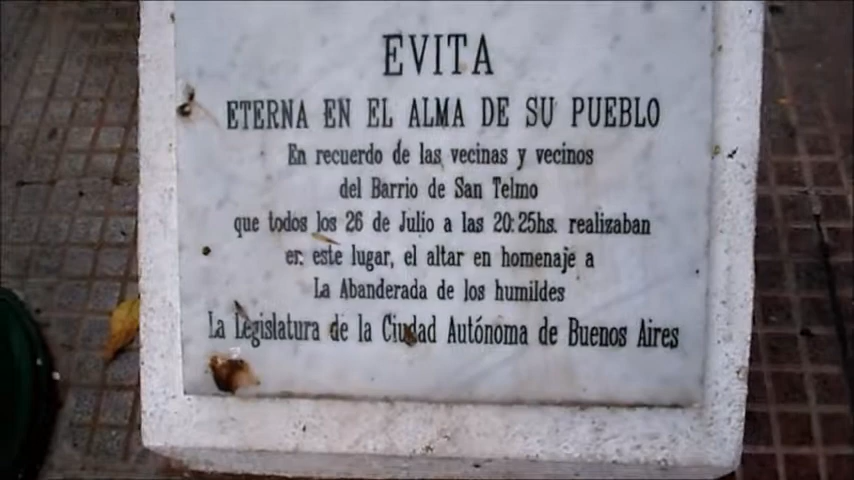 EVITA
ETERNA EN EL ALMA DE SU PUEBLO
En recuerdo de las vecinas y vecinos
del Barrio de San Telmo
que todos los 26 de Julio a las 20:25hs. realizaban
en este lugar, el altar en homenaje a
La Abanderada de los humildes
La Legislatura de la Ciudad Autónoma de Buenos Aires